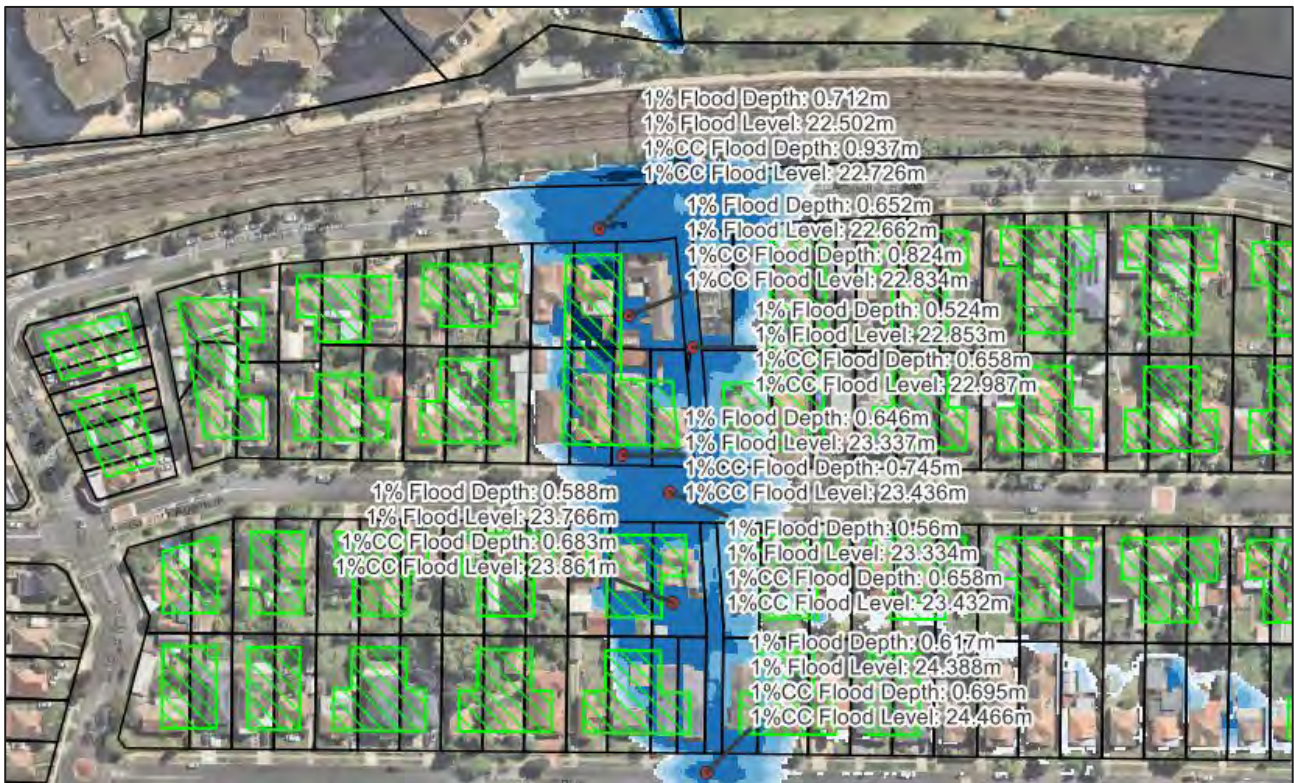 1% Flood Depth: 0.712m
1% Flood Level: 22.502m
1%CC Flood Depth: 0.937m
1%CC Flood Level: 22.726m
1% Flood Depth: 0.652m
1% Flood Level: 22.662m
1%CC Flood Depth: 0.824m
1%CC Flood Level: 22.834m
1% Flood Depth: 0.524m
1% Flood Level: 22.853m
1%CC Flood Depth: 0.658m
1%CC Flood Level: 22.987m
1% Flood Depth: 0.646m
1% Flood Level: 23.337m
1%CC Flood Depth: 0.745m
1%CC Flood Level: 23.436m
1% Flood Depth: 0.588m
1% Flood Level: 23.766m
1%CC Flood Depth: 0.683m
1%CC Flood Level: 23.861m
1% Flood Depth: 0.56m
1% Flood Level: 23.334m
1%CC Flood Depth: 0.658m
1%CC Flood Level: 23.432m
1% Flood Depth: 0.617m
1% Flood Level: 24.388m
1%CC Flood Depth: 0.695m
1%CC Flood Level: 24.466m